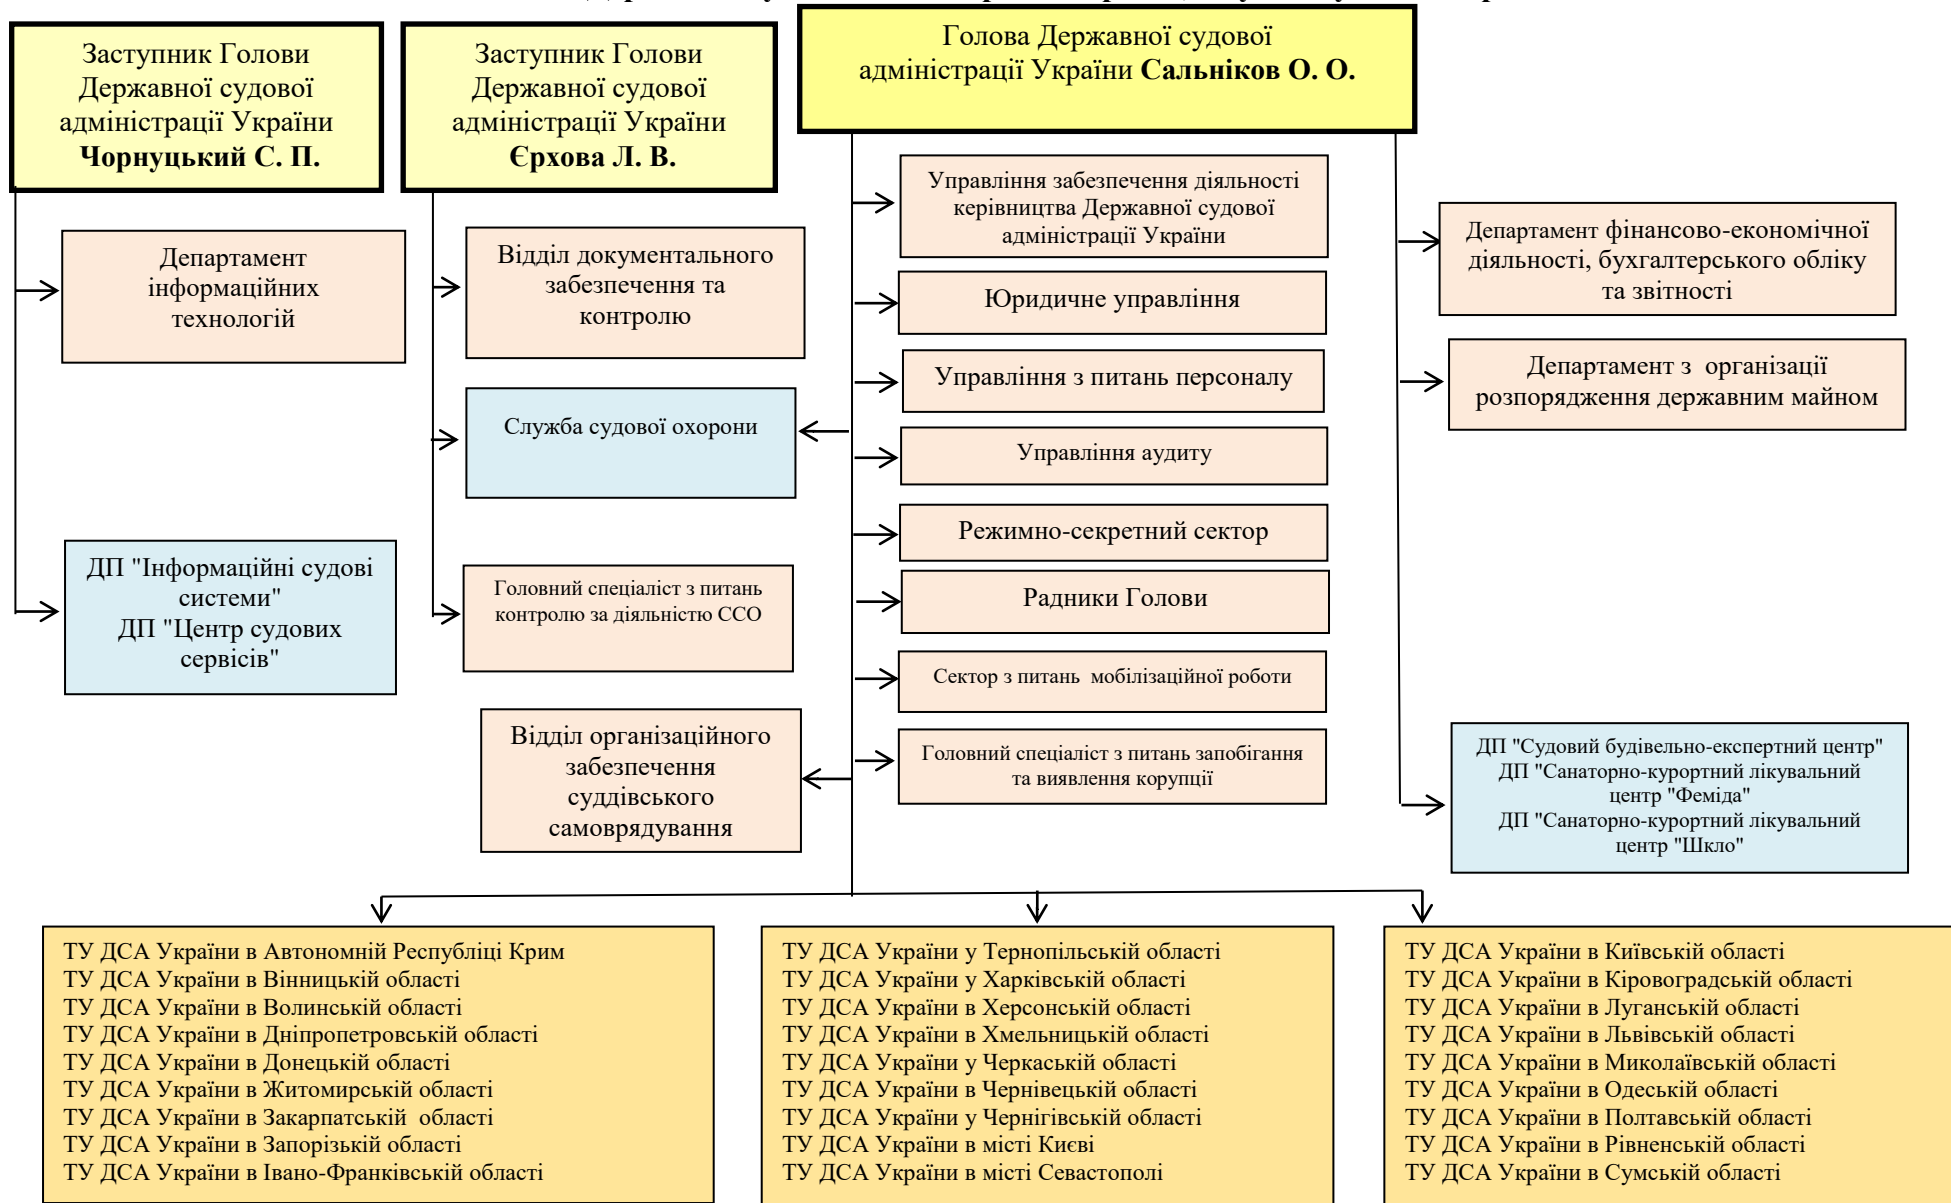 Заступник Голови
Державної судової
адміністрації України
Чорнуцький С. П.
Заступник Голови
Державної судової
адміністрації України
Єрхова Л. В.
Голова Державної судової
адміністрації України Сальніков О. О.
Департамент
інформаційних
технологій
ДП "Інформаційні судові
системи"
ДП "Центр судових
сервісів"
Відділ документального
забезпечення та
контролю
Служба судової охорони
Головний спеціаліст з питань
контролю за діяльністю ССО
Відділ організаційного
забезпечення
суддівського
самоврядування
Управління забезпечення діяльності
керівництва Державної судової
адміністрації України
Юридичне управління
Управління з питань персоналу
Управління аудиту
Режимно-секретний сектор
Радники Голови
Сектор з питань  мобілізаційної роботи
Головний спеціаліст з питань запобігання
та виявлення корупції
Департамент фінансово-економічної
діяльності, бухгалтерського обліку
та звітності
Департамент з  організації
розпорядження державним майном
ДП "Судовий будівельно-експертний центр"
ДП "Санаторно-курортний лікувальний
центр "Феміда"
ДП "Санаторно-курортний лікувальний
центр "Шкло"
ТУ ДСА України в Автономній Республіці Крим
ТУ ДСА України в Вінницькій області
ТУ ДСА України в Волинській області
ТУ ДСА України в Дніпропетровській області
ТУ ДСА України в Донецькій області
ТУ ДСА України в Житомирській області
ТУ ДСА України в Закарпатській  області
ТУ ДСА України в Запорізькій області
ТУ ДСА України в Івано-Франківській області
ТУ ДСА України у Тернопільській області
ТУ ДСА України у Харківській області
ТУ ДСА України в Херсонській області
ТУ ДСА України в Хмельницькій області
ТУ ДСА України у Черкаській області
ТУ ДСА України в Чернівецькій області
ТУ ДСА України у Чернігівській області
ТУ ДСА України в місті Києві
ТУ ДСА України в місті Севастополі
ТУ ДСА України в Київській області
ТУ ДСА України в Кіровоградській області
ТУ ДСА України в Луганській області
ТУ ДСА України в Львівській області
ТУ ДСА України в Миколаївській області
ТУ ДСА України в Одеській області
ТУ ДСА України в Полтавській області
ТУ ДСА України в Рівненській області
ТУ ДСА України в Сумській області